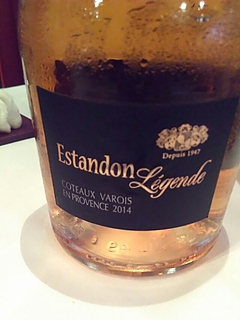 Depuis 1947
Estandon
Légende
COTEAUX VAROIS
EN PROVENCE 2014